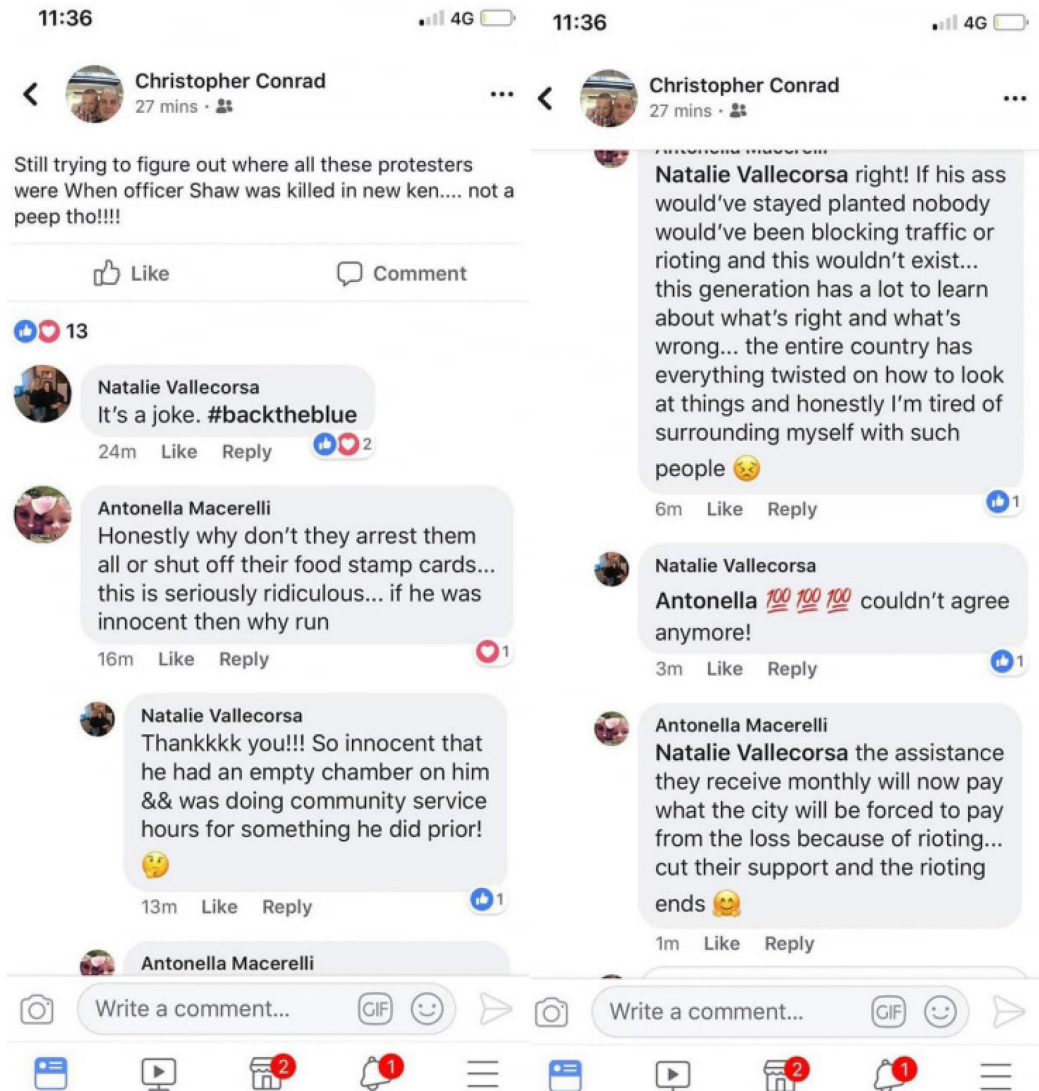 11:36
4G
Christopher Conrad
27 mins ·
Still trying to figure out where all these protesters
were When officer Shaw was killed in new ken.... not a
peep tho!!!!
Like
Comment
13
Natalie Vallecorsa
It's a joke. #backtheblue
24m Like Reply
2
Antonella Macerelli
Honestly why don't they arrest them
all or shut off their food stamp cards...
this is seriously ridiculous... if he was
innocent then why run
16m Like Reply
1
Natalie Vallecorsa
Thankkkk you!!! So innocent that
he had an empty chamber on him
&& was doing community service
hours for something he did prior!
🤔
13m Like Reply
1
Antonella Macerelli
Write a comment...
GIF
2
1
11:36
4G
Christopher Conrad
27 mins ·
Antonella Macerelli
Natalie Vallecorsa right! If his ass
would've stayed planted nobody
would've been blocking traffic or
rioting and this wouldn't exist...
this generation has a lot to learn
about what's right and what's
wrong... the entire country has
everything twisted on how to look
at things and honestly I'm tired of
surrounding myself with such
people 😣
6m Like Reply
1
Natalie Vallecorsa
Antonella 💯 💯 💯 couldn't agree
anymore!
3m Like Reply
1
Antonella Macerelli
Natalie Vallecorsa the assistance
they receive monthly will now pay
what the city will be forced to pay
from the loss because of rioting...
cut their support and the rioting
ends 🤗
1m Like Reply
Write a comment...
GIF
2
1